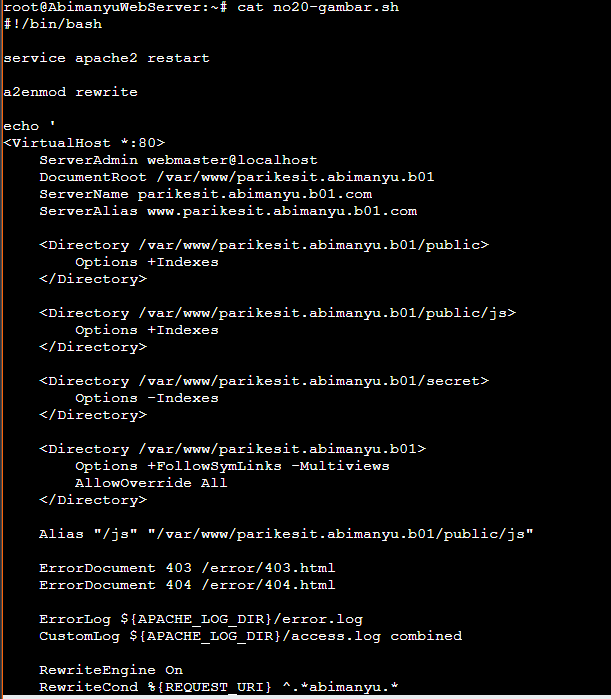 root@AbimanyuWebServer:~# cat no20-gambar.sh
#!/bin/bash
service apache2 restart
a2enmod rewrite
echo '
<VirtualHost *:80>
    ServerAdmin webmaster@localhost
    DocumentRoot /var/www/parikesit.abimanyu.b01
    ServerName parikesit.abimanyu.b01.com
    ServerAlias www.parikesit.abimanyu.b01.com
    <Directory /var/www/parikesit.abimanyu.b01/public>
        Options +Indexes
    </Directory>
    <Directory /var/www/parikesit.abimanyu.b01/public/js>
        Options +Indexes
    </Directory>
    <Directory /var/www/parikesit.abimanyu.b01/secret>
        Options -Indexes
    </Directory>
    <Directory /var/www/parikesit.abimanyu.b01>
        Options +FollowSymLinks -Multiviews
        AllowOverride All
    </Directory>
    Alias "/js" "/var/www/parikesit.abimanyu.b01/public/js"
    ErrorDocument 403 /error/403.html
    ErrorDocument 404 /error/404.html
    ErrorLog ${APACHE_LOG_DIR}/error.log
    CustomLog ${APACHE_LOG_DIR}/access.log combined
    RewriteEngine On
    RewriteCond %{REQUEST_URI} ^.*abimanyu.*